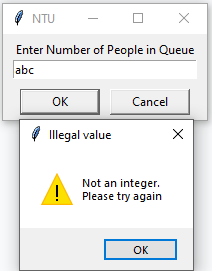 NTU
Enter Number of People in Queue
abc
OK
Cancel
Illegal value
Not an integer.
Please try again
OK